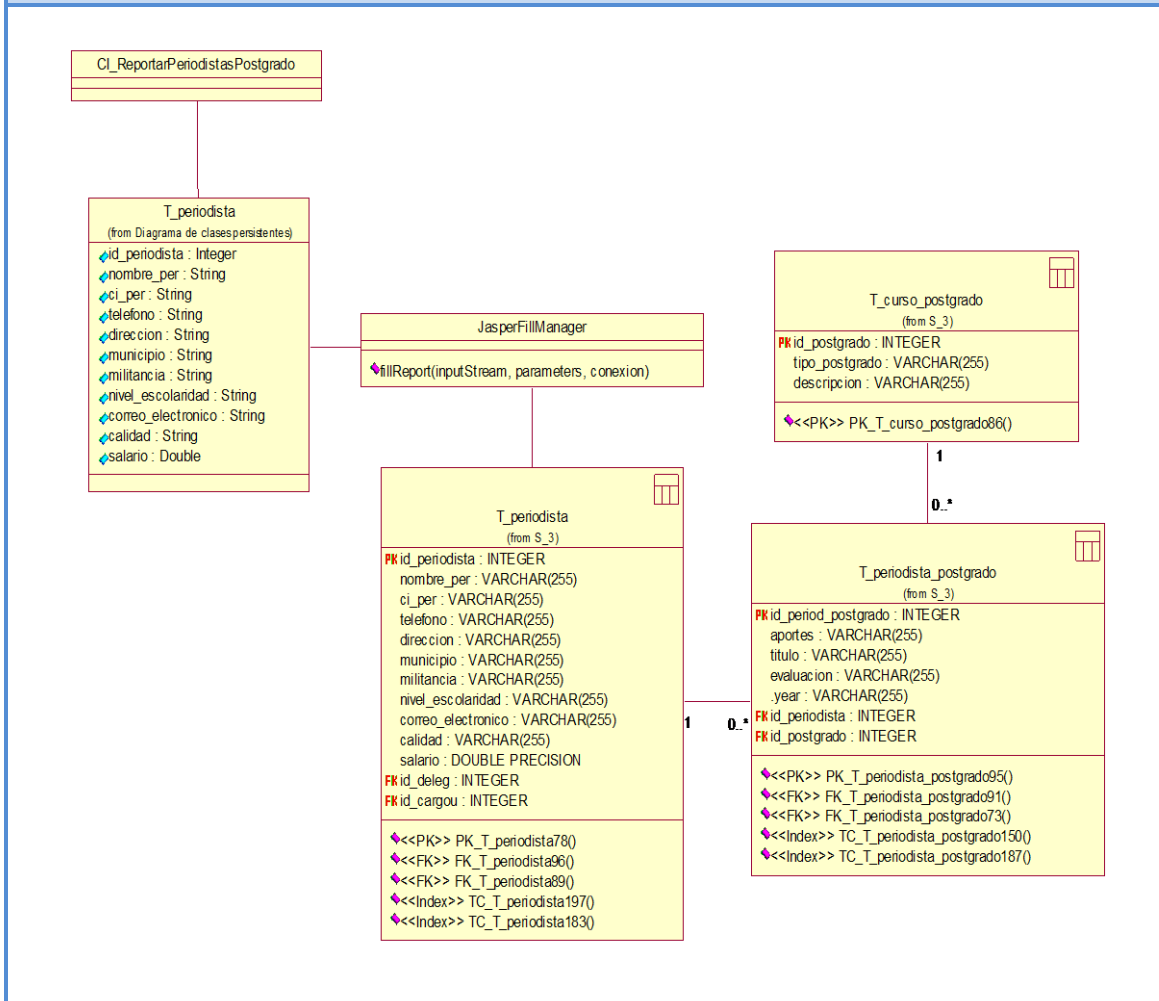 CI_ReportarPeriodistasPostgrado
T_periodista
(from Diagrama de clases persistentes)
id_periodista : Integer
nombre_per : String
ci_per : String
telefono : String
direccion : String
municipio : String
militancia : String
nivel_escolaridad : String
correo_electronico : String
calidad : String
salario : Double
JasperFillManager
fillReport(inputStream, parameters, conexion)
T_curso_postgrado
(from S_3)
PK id_postgrado : INTEGER
tipo_postgrado : VARCHAR(255)
descripcion : VARCHAR(255)
<<PK>> PK_T_curso_postgrado86()
1
0..*
T_periodista
(from S_3)
PK id_periodista : INTEGER
nombre_per : VARCHAR(255)
ci_per : VARCHAR(255)
telefono : VARCHAR(255)
direccion : VARCHAR(255)
municipio : VARCHAR(255)
militancia : VARCHAR(255)
nivel_escolaridad : VARCHAR(255)
correo_electronico : VARCHAR(255)
calidad : VARCHAR(255)
salario : DOUBLE PRECISION
FK id_deleg : INTEGER
FK id_cargou : INTEGER
<<PK>> PK_T_periodista78()
<<FK>> FK_T_periodista96()
<<FK>> FK_T_periodista89()
<<Index>> TC_T_periodista197()
<<Index>> TC_T_periodista183()
1
0..*
T_periodista_postgrado
(from S_3)
PK id_period_postgrado : INTEGER
aportes : VARCHAR(255)
titulo : VARCHAR(255)
evaluacion : VARCHAR(255)
.year : VARCHAR(255)
FK id_periodista : INTEGER
FK id_postgrado : INTEGER
<<PK>> PK_T_periodista_postgrado95()
<<FK>> FK_T_periodista_postgrado91()
<<FK>> FK_T_periodista_postgrado73()
<<Index>> TC_T_periodista_postgrado150()
<<Index>> TC_T_periodista_postgrado187()